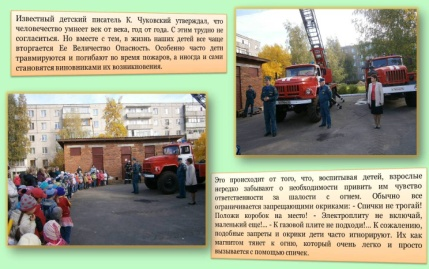 Известный детский писатель К. Чуковский утверждал, что
человечество умнеет век от века, год от года. С этим трудно не
согласиться. Но вместе с тем, в жизнь наших детей все чаще
вторгается Ее Величество Опасность. Особенно часто дети
травмируются и погибают во время пожаров, а иногда и сами
становятся виновниками их возникновения.
Это происходит от того, что, воспитывая детей, взрослые
нередко забывают о необходимости привить им чувство
ответственности за шалости с огнем. Обычно все
ограничивается запрещающими окриками: - Спички не трогай!
Положи коробок на место! - Электроплиту не включай,
маленький еще!... - К газовой плите не подходи!... К сожалению,
подобные запреты и окрики дети часто игнорируют. Их как
магнитом тянет к огню, который очень легко и просто
вызывается с помощью спичек.